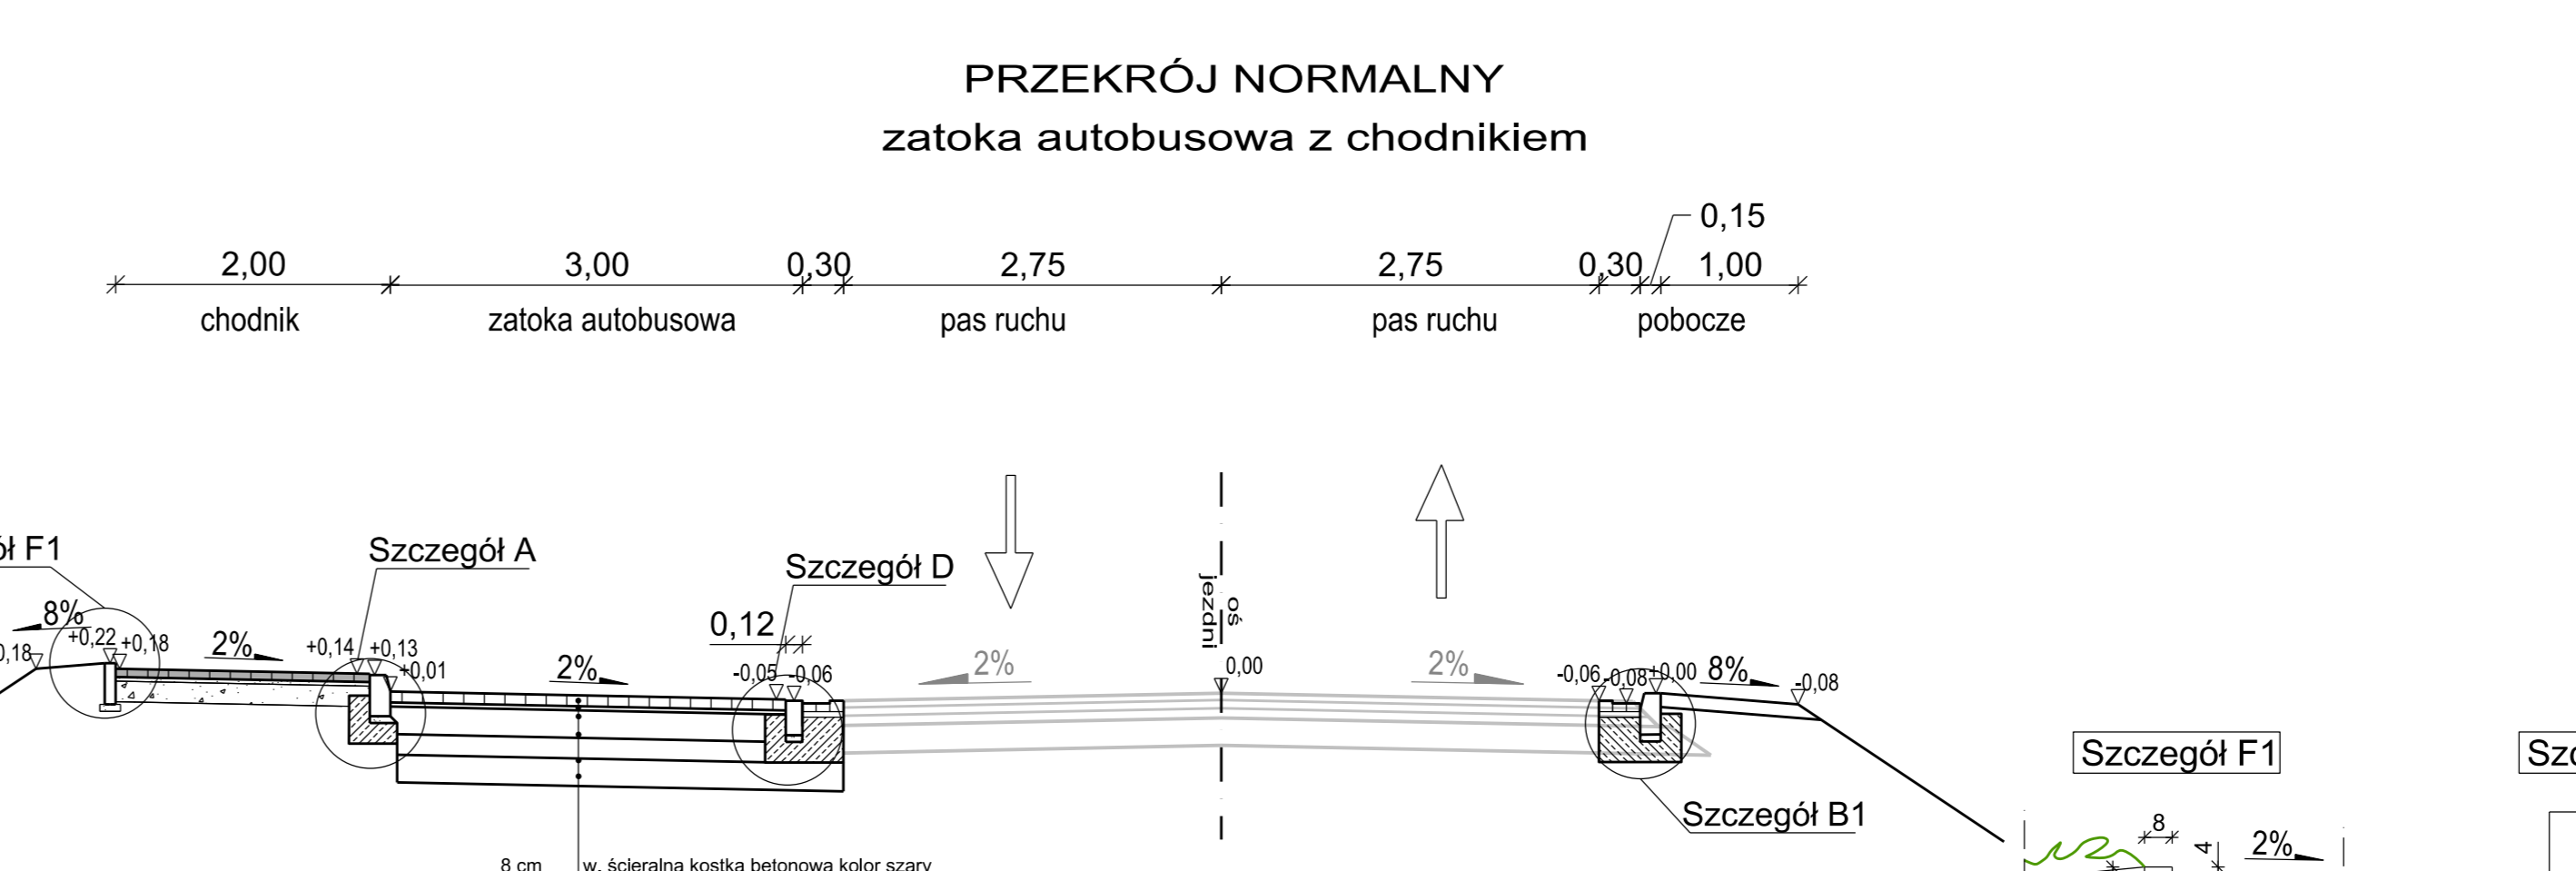 PRZEKRÓJ NORMALNY
zatoka autobusowa z chodnikiem
0,15
2,00 3,00 0,30 2,75 2,75 0,30 1,00
chodnik zatoka autobusowa pas ruchu pas ruchu pobocze
Szczegół A
Szczegół D
ół F1
oś
jezdni
8%
+0,22 +0,18 2% +0,14 +0,13 +0,01
0,18
2%
0,12
-0,05 -0,06
2% 0,00 2%
-0,06 -0,08 +0,00 8% -0,08
Szczegół F1
Szczegół B1
8 4 2%
8 cm w. ścieralna kostka betonowa kolor szary